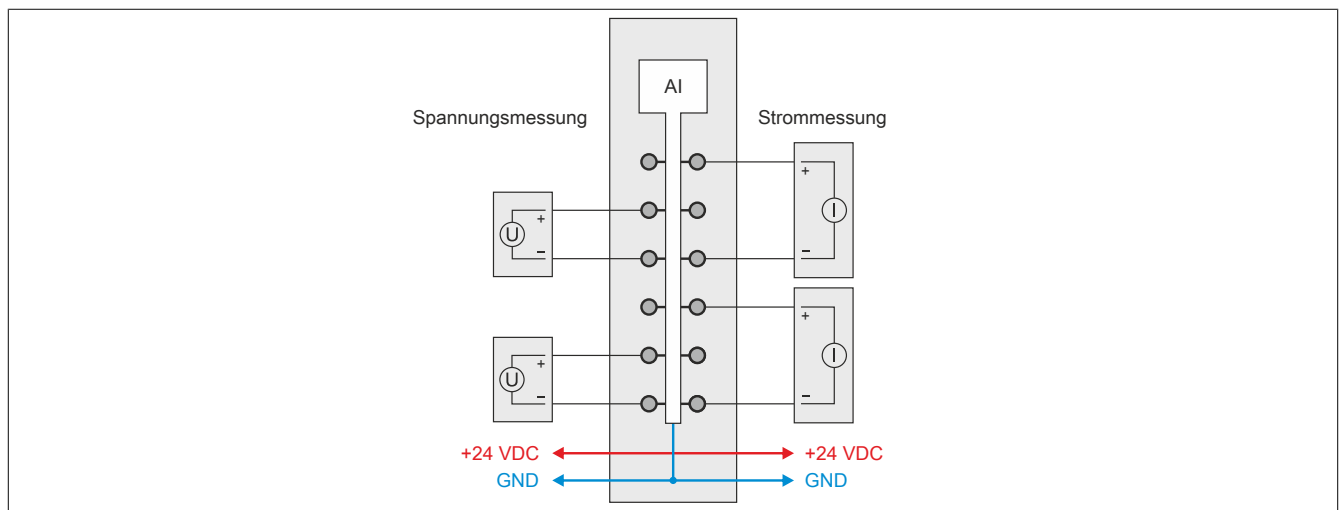 AI
Spannungsmessung
Strommessung
+
-
I
+
-
U
+
-
I
+
-
U
+24 VDC
+24 VDC
GND
GND